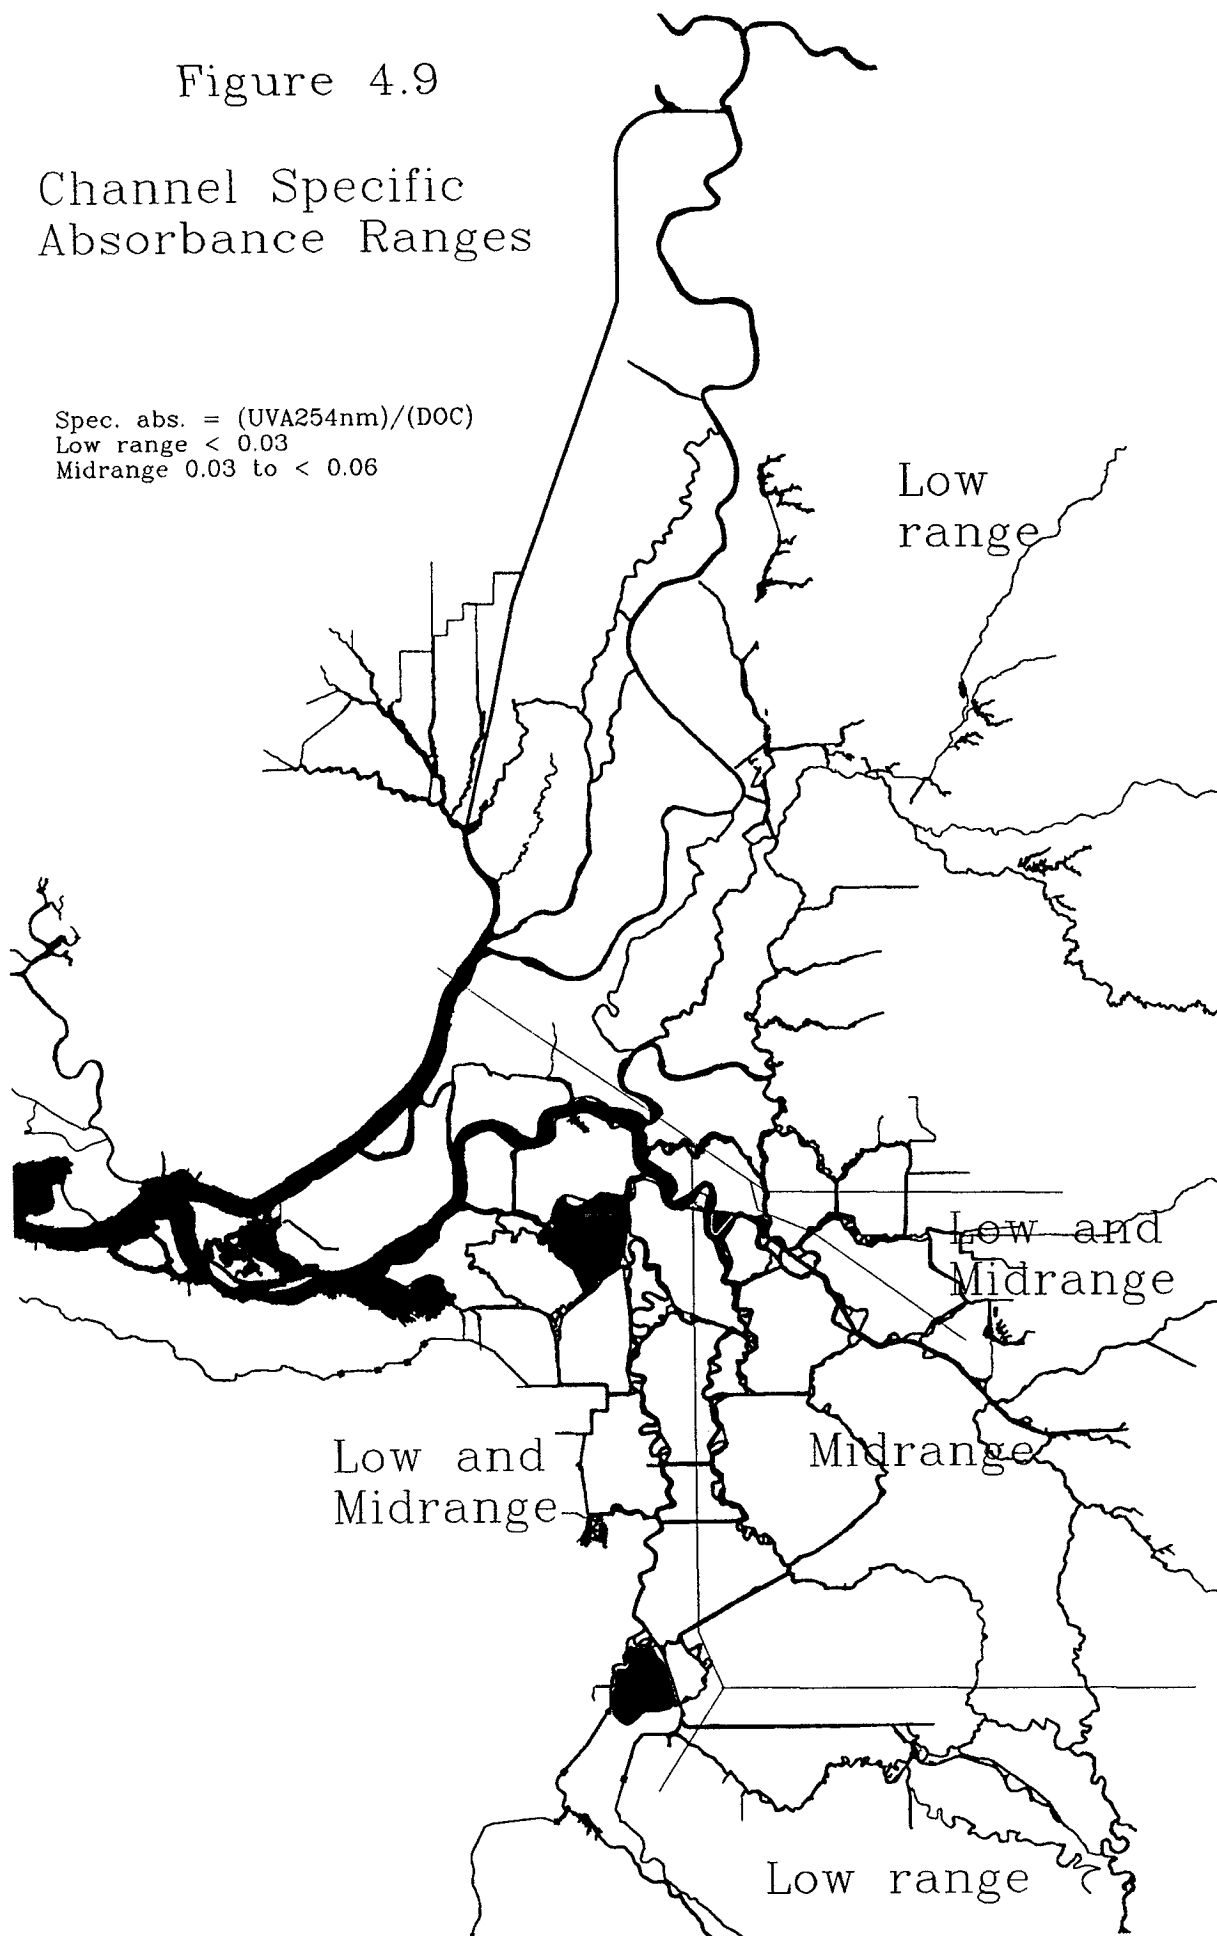 Figure 4.9
Channel Specific
Absorbance Ranges
Spec. abs. = (UVA254nm)/(DOC)
Low range < 0.03
Midrange 0.03 to < 0.06
Low
range
Low and
Midrange
Low and
Midrange
Midrange
Low range